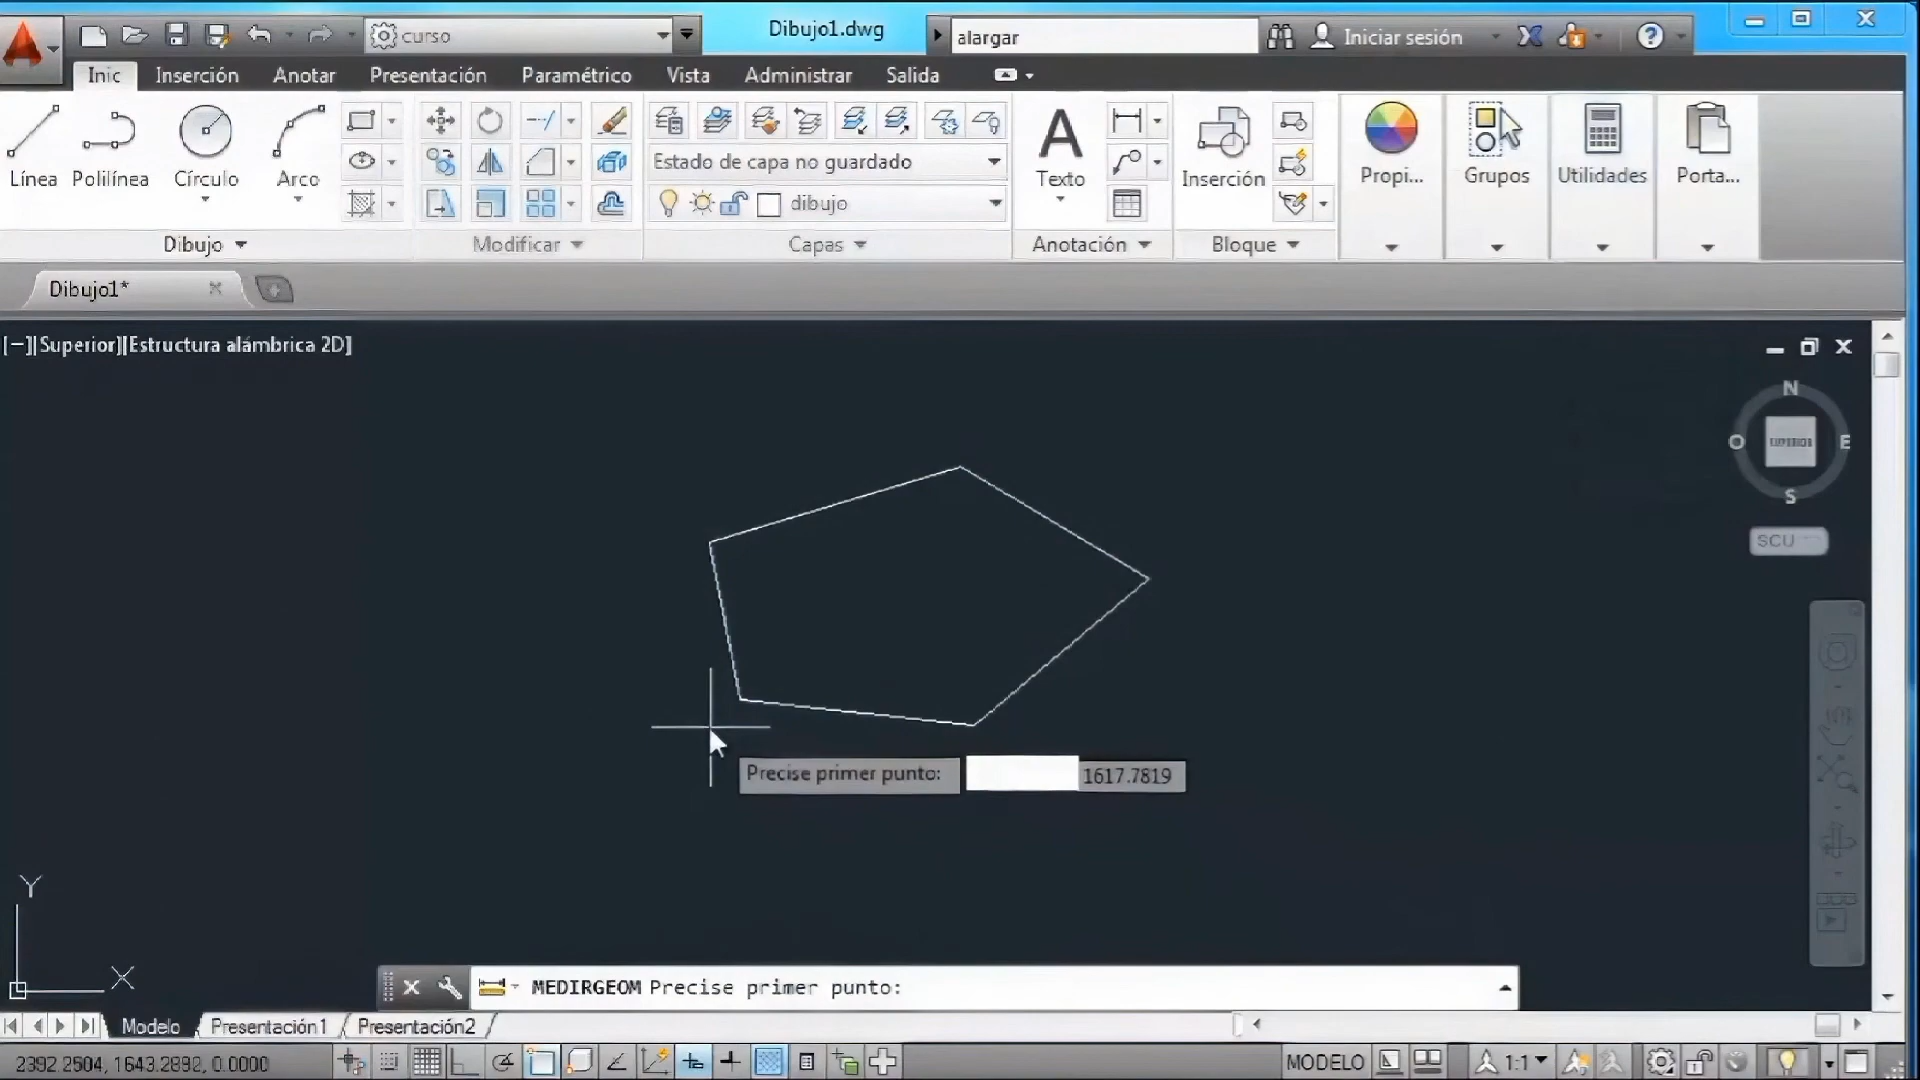 curso
Dibujo1.dwg
alargar
Iniciar sesión
Inic Inserción Anotar Presentación Paramétrico Vista Administrar Salida
Línea Polilínea Círculo Arco
Estado de capa no guardado
dibujo
A
Texto
Inserción
Propi... Grupos Utilidades Porta...
Dibujo Modificar Capas Anotación Bloque
Dibujo1*
[−][Superior][Estructura alámbrica 2D]
N
O SUPERIOR E
S
SCU
Precise primer punto: 1617.7819
Y
X
MEDIRGEOM Precise primer punto:
Modelo Presentación1 Presentación2
2392.2504, 1643.2892, 0.0000
MODELO 1:1